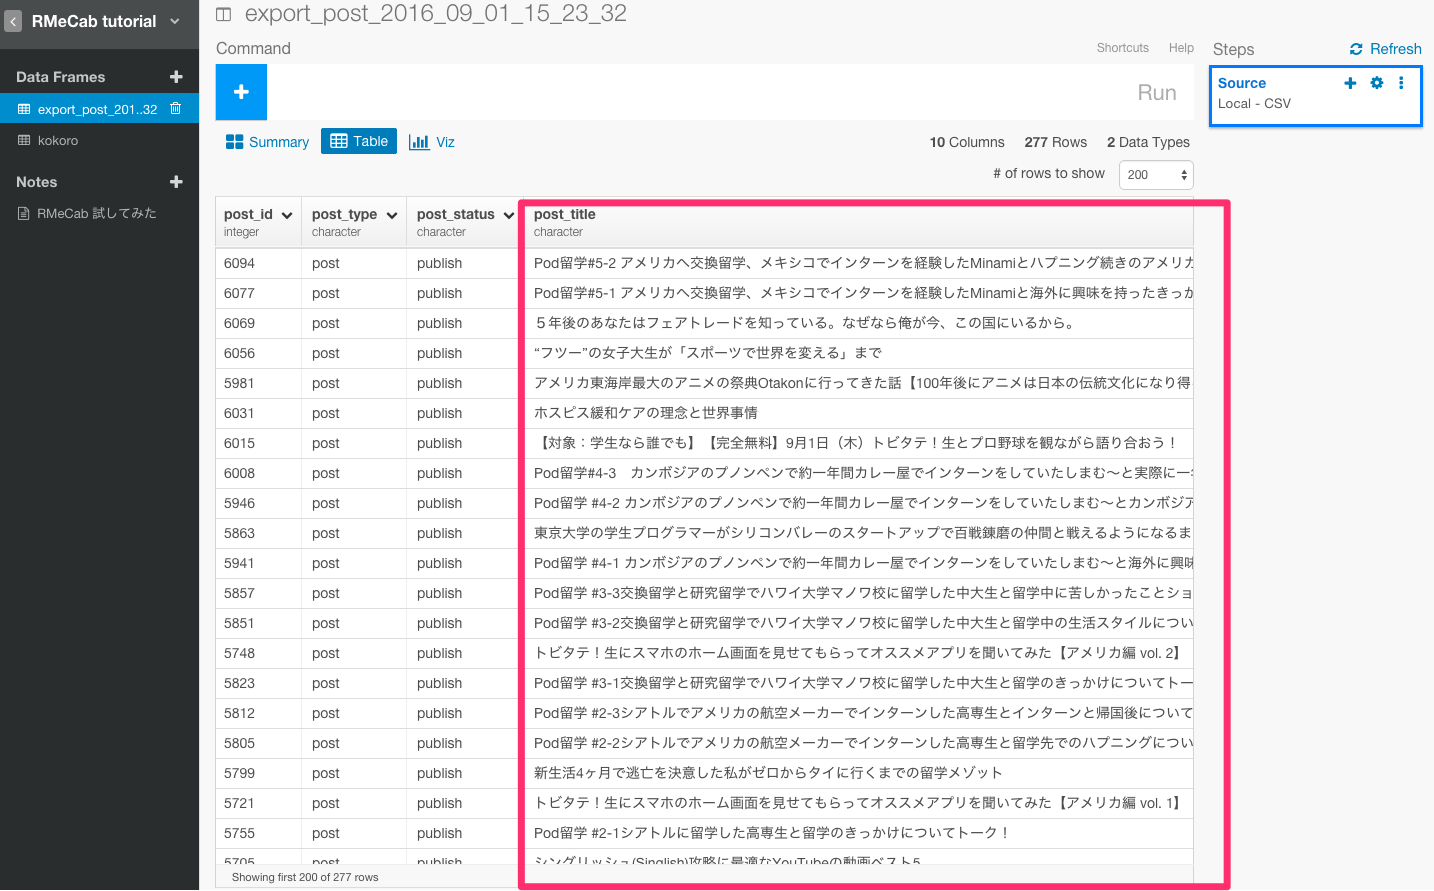 RMeCab tutorial
Data Frames
export_post_201..32
kokoro
Notes
RMeCab 試してみた
export_post_2016_09_01_15_23_32
Command
Shortcuts Help
Run
Summary Table Viz
10 Columns 277 Rows 2 Data Types
# of rows to show 200
post_id post_type post_status post_title
integer character character character
6094 post publish Pod留学#5-2 アメリカへ交換留学、メキシコでインターンを経験したMinamiとハプニング続きのアメリカ
6077 post publish Pod留学#5-1 アメリカへ交換留学、メキシコでインターンを経験したMinamiと海外に興味を持ったきっか
6069 post publish ５年後のあなたはフェアトレードを知っている。なぜなら俺が今、この国にいるから。
6056 post publish “フツー”の女子大生が「スポーツで世界を変える」まで
5981 post publish アメリカ東海岸最大のアニメの祭典Otakonに行ってきた話【100年後にアニメは日本の伝統文化になり得
6031 post publish ホスピス緩和ケアの理念と世界事情
6015 post publish 【対象：学生なら誰でも】【完全無料】9月1日（木）トビタテ！生とプロ野球を観ながら語り合おう！
6008 post publish Pod留学#4-3　カンボジアのプノンペンで約一年間カレー屋でインターンをしていたしまむ〜と実際に一年
5946 post publish Pod留学 #4-2 カンボジアのプノンペンで約一年間カレー屋でインターンをしていたしまむ〜とカンボジア
5863 post publish 東京大学の学生プログラマーがシリコンバレーのスタートアップで百戦錬磨の仲間と戦えるようになるま
5941 post publish Pod留学 #4-1 カンボジアのプノンペンで約一年間カレー屋でインターンをしていたしまむ〜と海外に興味
5857 post publish Pod留学 #3-3交換留学と研究留学でハワイ大学マノワ校に留学した中大生と留学中に苦しかったことショ
5851 post publish Pod留学 #3-2交換留学と研究留学でハワイ大学マノワ校に留学した中大生と留学中の生活スタイルについ
5748 post publish トビタテ！生にスマホのホーム画面を見せてもらってオススメアプリを聞いてみた【アメリカ編 vol. 2】
5823 post publish Pod留学 #3-1交換留学と研究留学でハワイ大学マノワ校に留学した中大生と留学のきっかけについてトー
5812 post publish Pod留学 #2-3シアトルでアメリカの航空メーカーでインターンした高専生とインターンと帰国後について
5805 post publish Pod留学 #2-2シアトルでアメリカの航空メーカーでインターンした高専生と留学先でのハプニングについ
5799 post publish 新生活4ヶ月で逃亡を決意した私がゼロからタイに行くまでの留学メゾット
5721 post publish トビタテ！生にスマホのホーム画面を見せてもらってオススメアプリを聞いてみた【アメリカ編 vol. 1】
5755 post publish Pod留学 #2-1シアトルに留学した高専生と留学のきっかけについてトーク！
5705 post publish シングリッシュ(Singlish)攻略に最適なYouTubeの動画ベスト5
Showing first 200 of 277 rows
Steps Refresh
Source
Local - CSV